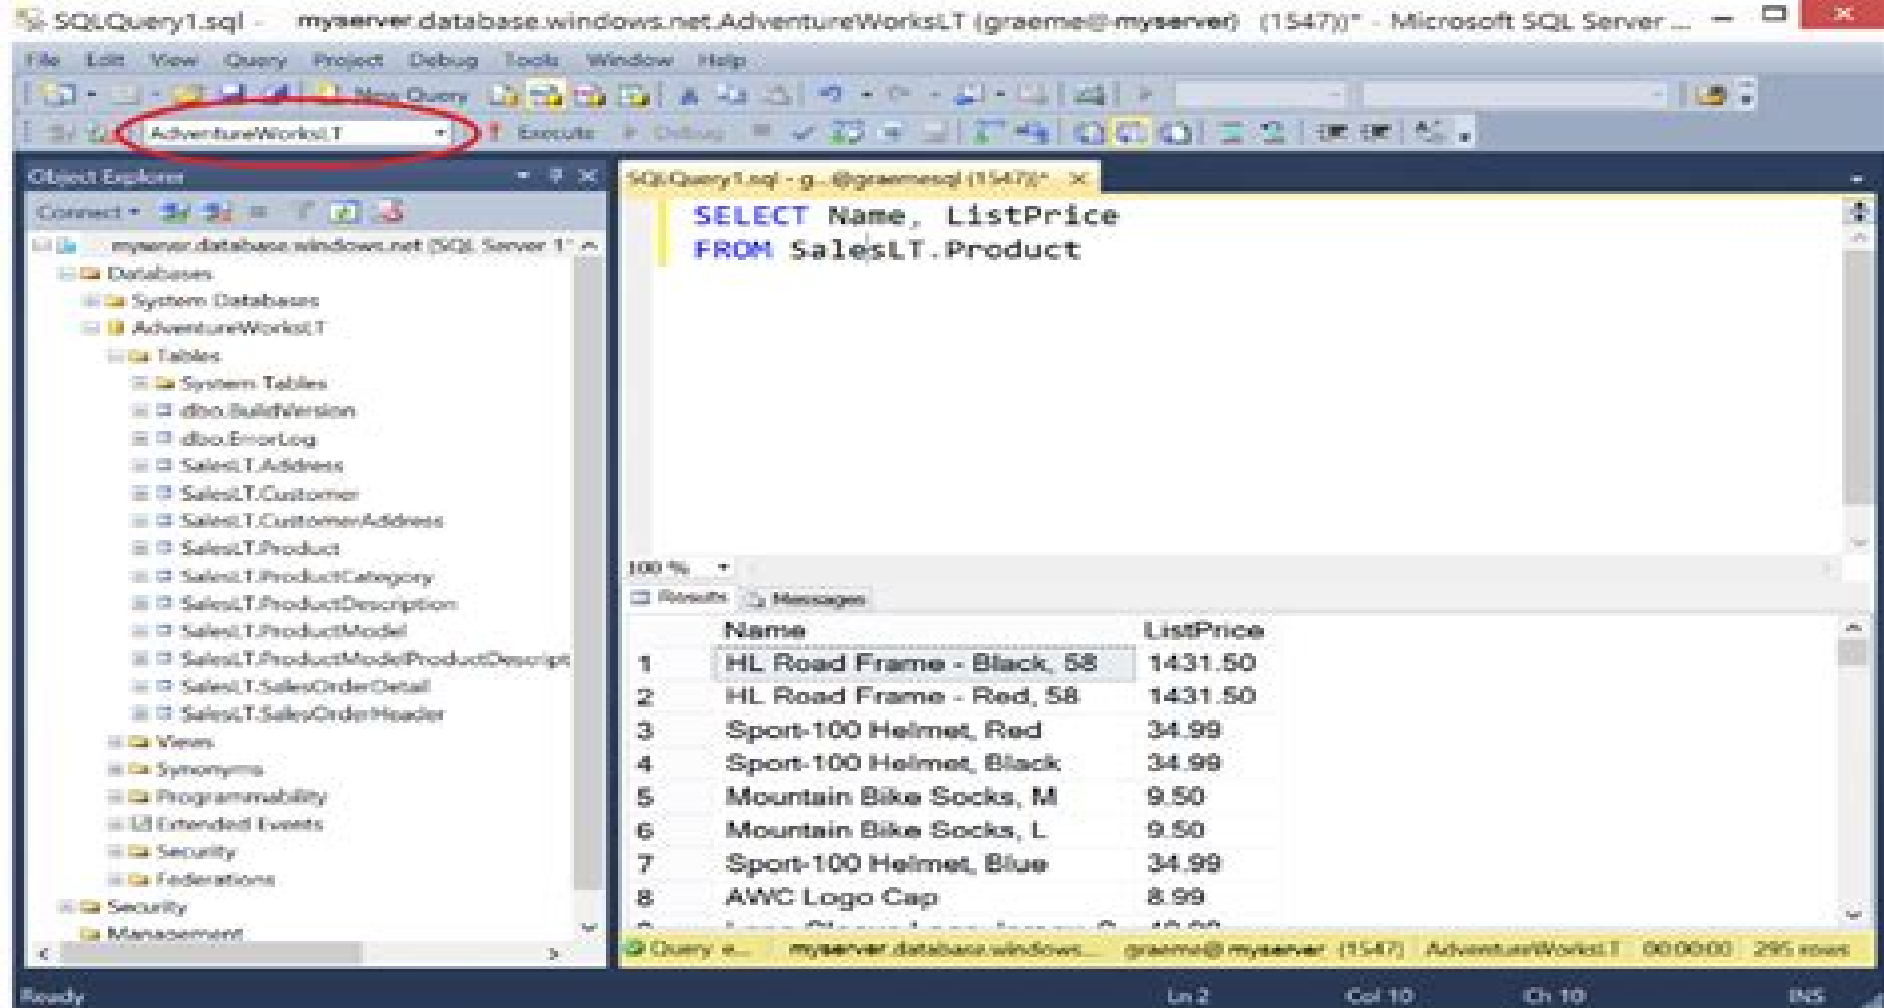 SQLQuery1.sql - myserver.database.windows.net.AdventureWorksLT (graeme@myserver) (1547))* - Microsoft SQL Server ...
File Edit View Query Project Debug Tools Window Help
New Query
AdventureWorksLT Execute Debug
Object Explorer
Connect
myserver.database.windows.net (SQL Server 1
Databases
System Databases
AdventureWorksLT
Tables
System Tables
dbo.BuildVersion
dbo.ErrorLog
SalesLT.Address
SalesLT.Customer
SalesLT.CustomerAddress
SalesLT.Product
SalesLT.ProductCategory
SalesLT.ProductDescription
SalesLT.ProductModel
SalesLT.ProductModelProductDescript
SalesLT.SalesOrderDetail
SalesLT.SalesOrderHeader
Views
Synonyms
Programmability
Extended Events
Security
Federations
Security
Management
SQLQuery1.sql - g...@graemesql (1547))*
SELECT Name, ListPrice
FROM SalesLT.Product
100 %
Results Messages
Name ListPrice
1 HL Road Frame - Black, 58 1431.50
2 HL Road Frame - Red, 58 1431.50
3 Sport-100 Helmet, Red 34.99
4 Sport-100 Helmet, Black 34.99
5 Mountain Bike Socks, M 9.50
6 Mountain Bike Socks, L 9.50
7 Sport-100 Helmet, Blue 34.99
8 AWC Logo Cap 8.99
Query e... myserver.database.windows... graeme@myserver (1547) AdventureWorksLT 00:00:00 295 rows
Ready Ln 2 Col 10 Ch 10 INS